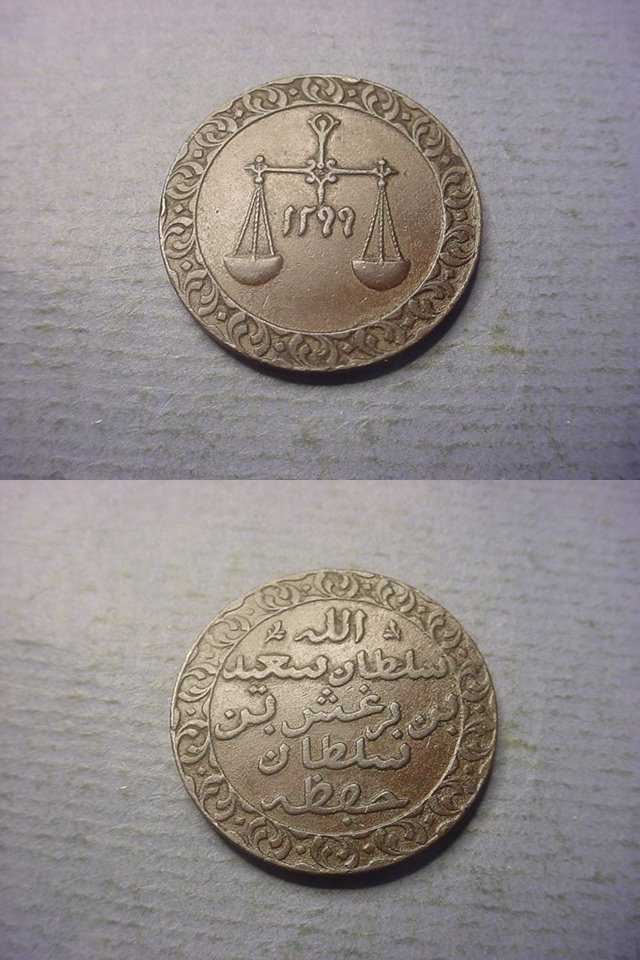 ١٢٩٩
الله
سلطان سعيد
بن برغش بن
سلطان
حفظه